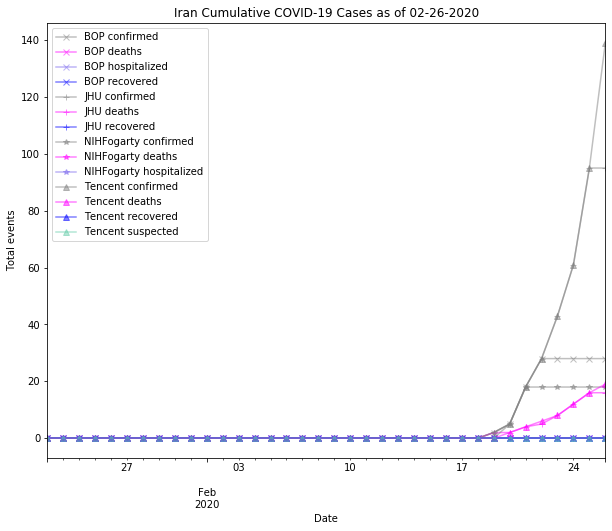 Iran Cumulative COVID-19 Cases as of 02-26-2020
140
120
100
80
60
40
20
0
Total events
BOP confirmed
BOP deaths
BOP hospitalized
BOP recovered
JHU confirmed
JHU deaths
JHU recovered
NIHFogarty confirmed
NIHFogarty deaths
NIHFogarty hospitalized
Tencent confirmed
Tencent deaths
Tencent recovered
Tencent suspected
27 03 10 17 24
Feb
2020
Date